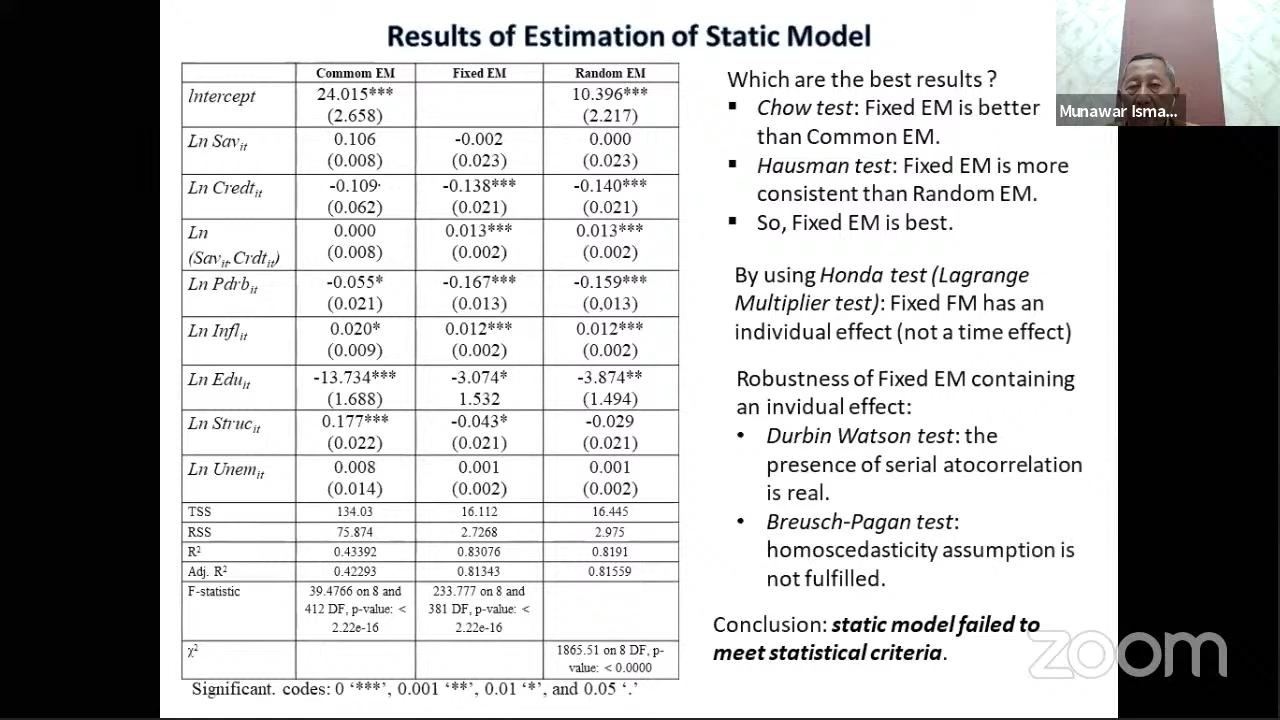 Results of Estimation of Static Model
Commom EM Fixed EM Random EM
Intercept 24.015*** 10.396***
(2.658) (2.217)
Ln Savit 0.106 -0.002 0.000
(0.008) (0.023) (0.023)
Ln Credtit -0.109· -0.138*** -0.140***
(0.062) (0.021) (0.021)
Ln 0.000 0.013*** 0.013***
(Savit.Crdtit) (0.008) (0.002) (0.002)
Ln Pdrbit -0.055* -0.167*** -0.159***
(0.021) (0.013) (0,013)
Ln Inflit 0.020* 0.012*** 0.012***
(0.009) (0.002) (0.002)
Ln Eduit -13.734*** -3.074* -3.874**
(1.688) 1.532 (1.494)
Ln Strucit 0.177*** -0.043* -0.029
(0.022) (0.021) (0.021)
Ln Unemit 0.008 0.001 0.001
(0.014) (0.002) (0.002)
TSS 134.03 16.112 16.445
RSS 75.874 2.7268 2.975
R² 0.43392 0.83076 0.8191
Adj. R² 0.42293 0.81343 0.81559
F-statistic 39.4766 on 8 and 233.777 on 8 and
412 DF, p-value: < 381 DF, p-value: <
2.22e-16 2.22e-16
χ² 1865.51 on 8 DF, p-
value: < 0.0000
Significant. codes: 0 ‘***’, 0.001 ‘**’, 0.01 ‘*’, and 0.05 ‘.’
Which are the best results ?
▪ Chow test: Fixed EM is better
than Common EM.
▪ Hausman test: Fixed EM is more
consistent than Random EM.
▪ So, Fixed EM is best.
By using Honda test (Lagrange
Multiplier test): Fixed FM has an
individual effect (not a time effect)
Robustness of Fixed EM containing
an invidual effect:
• Durbin Watson test: the
presence of serial atocorrelation
is real.
• Breusch-Pagan test:
homoscedasticity assumption is
not fulfilled.
Conclusion: static model failed to
meet statistical criteria.
Munawar Isma...
zoom